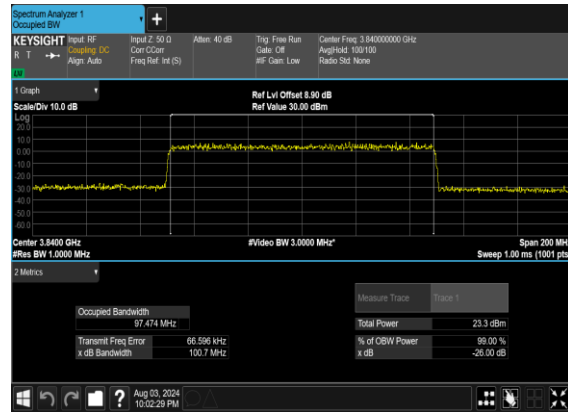 Spectrum Analyzer 1
Occupied BW
+
KEYSIGHT Input: RF Input Z: 50 Ω Atten: 40 dB Trig: Free Run Center Freq: 3.840000000 GHz
R T Coupling: DC Corr CCorr Gate: Off Avg|Hold: 100/100
Align: Auto Freq Ref: Int (S) #IF Gain: Low Radio Std: None
1 Graph
Ref Lvl Offset 8.90 dB
Scale/Div 10.0 dB Ref Value 30.00 dBm
Log
20.0
10.0
0.00
-10.0
-20.0
-30.0
-40.0
-50.0
-60.0
Center 3.8400 GHz #Video BW 3.0000 MHz* Span 200 MH
#Res BW 1.0000 MHz Sweep 1.00 ms (1001 pts
2 Metrics
Measure Trace Trace 1
Occupied Bandwidth
97.474 MHz Total Power 23.3 dBm
Transmit Freq Error 66.596 kHz % of OBW Power 99.00 %
x dB Bandwidth 100.7 MHz x dB -26.00 dB
? Aug 03, 2024
10:02:29 PM